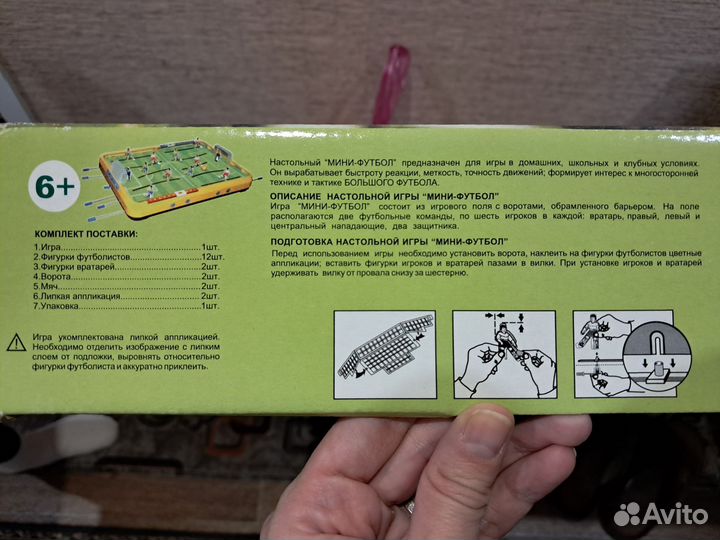 6+
КОМПЛЕКТ ПОСТАВКИ:
1.Игра 1шт.
2.Фигурки футболистов 12шт.
3.Фигурки вратарей 2шт.
4.Ворота 2шт.
5.Мяч 2шт.
6.Липкая аппликация 2шт.
7.Упаковка 1шт.
Игра укомплектована липкой аппликацией.
Необходимо отделить изображение с липким
слоем от подложки, выровнять относительно
фигурки футболиста и аккуратно приклеить.
Настольный "МИНИ-ФУТБОЛ" предназначен для игры в домашних, школьных и клубных условиях.
Он вырабатывает быстроту реакции, меткость, точность движений; формирует интерес к многосторонней
технике и тактике БОЛЬШОГО ФУТБОЛА.
ОПИСАНИЕ НАСТОЛЬНОЙ ИГРЫ "МИНИ-ФУТБОЛ"
Игра "МИНИ-ФУТБОЛ" состоит из игрового поля с воротами, обрамленного барьером. На поле
располагаются две футбольные команды, по шесть игроков в каждой: вратарь, правый, левый и
центральный нападающие, два защитника.
ПОДГОТОВКА НАСТОЛЬНОЙ ИГРЫ "МИНИ-ФУТБОЛ"
Перед использованием игры необходимо установить ворота, наклеить на фигурки футболистов цветные
аппликации; вставить фигурки игроков и вратарей пазами в вилки. При установке игроков и вратарей
удерживать вилку от провала снизу за шестерню.
Avito